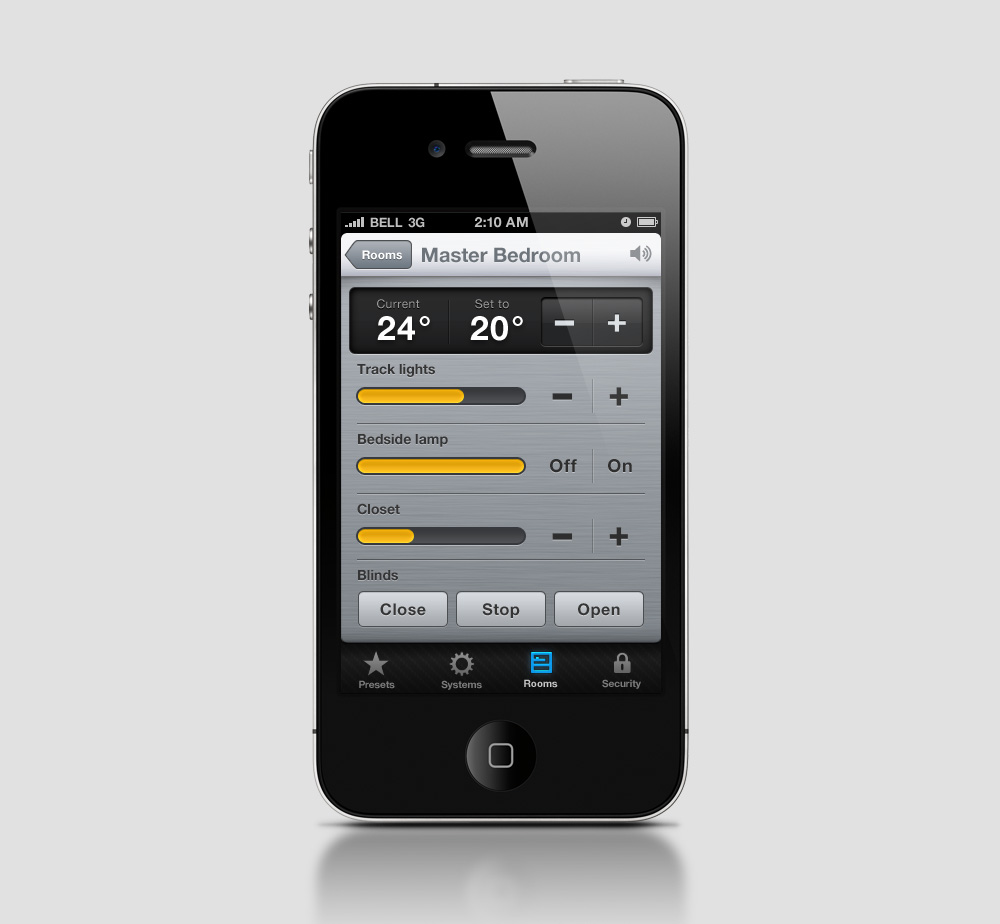 BELL 3G 2:10 AM
Rooms Master Bedroom
Current Set to
24° 20° − +
Track lights
− +
Bedside lamp
Off On
Closet
− +
Blinds
Close Stop Open
Presets Systems Rooms Security